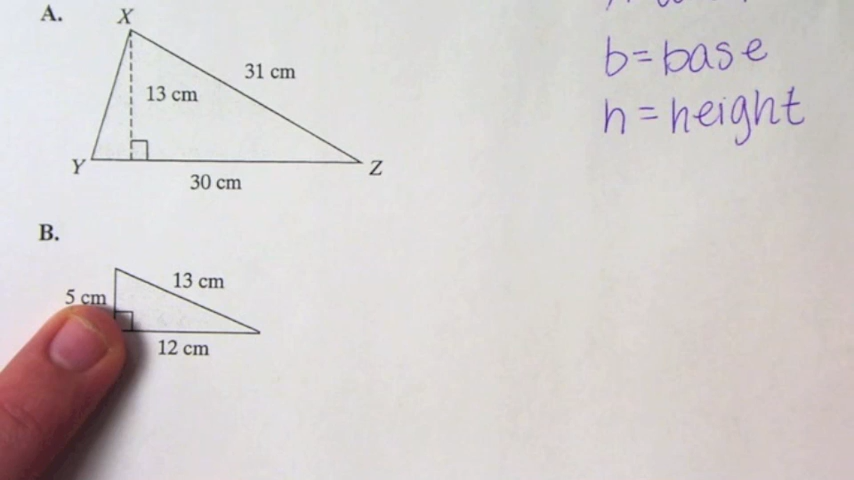 A.
X
31 cm
13 cm
Y
Z
30 cm
b=base
h=height
B.
13 cm
5 cm
12 cm